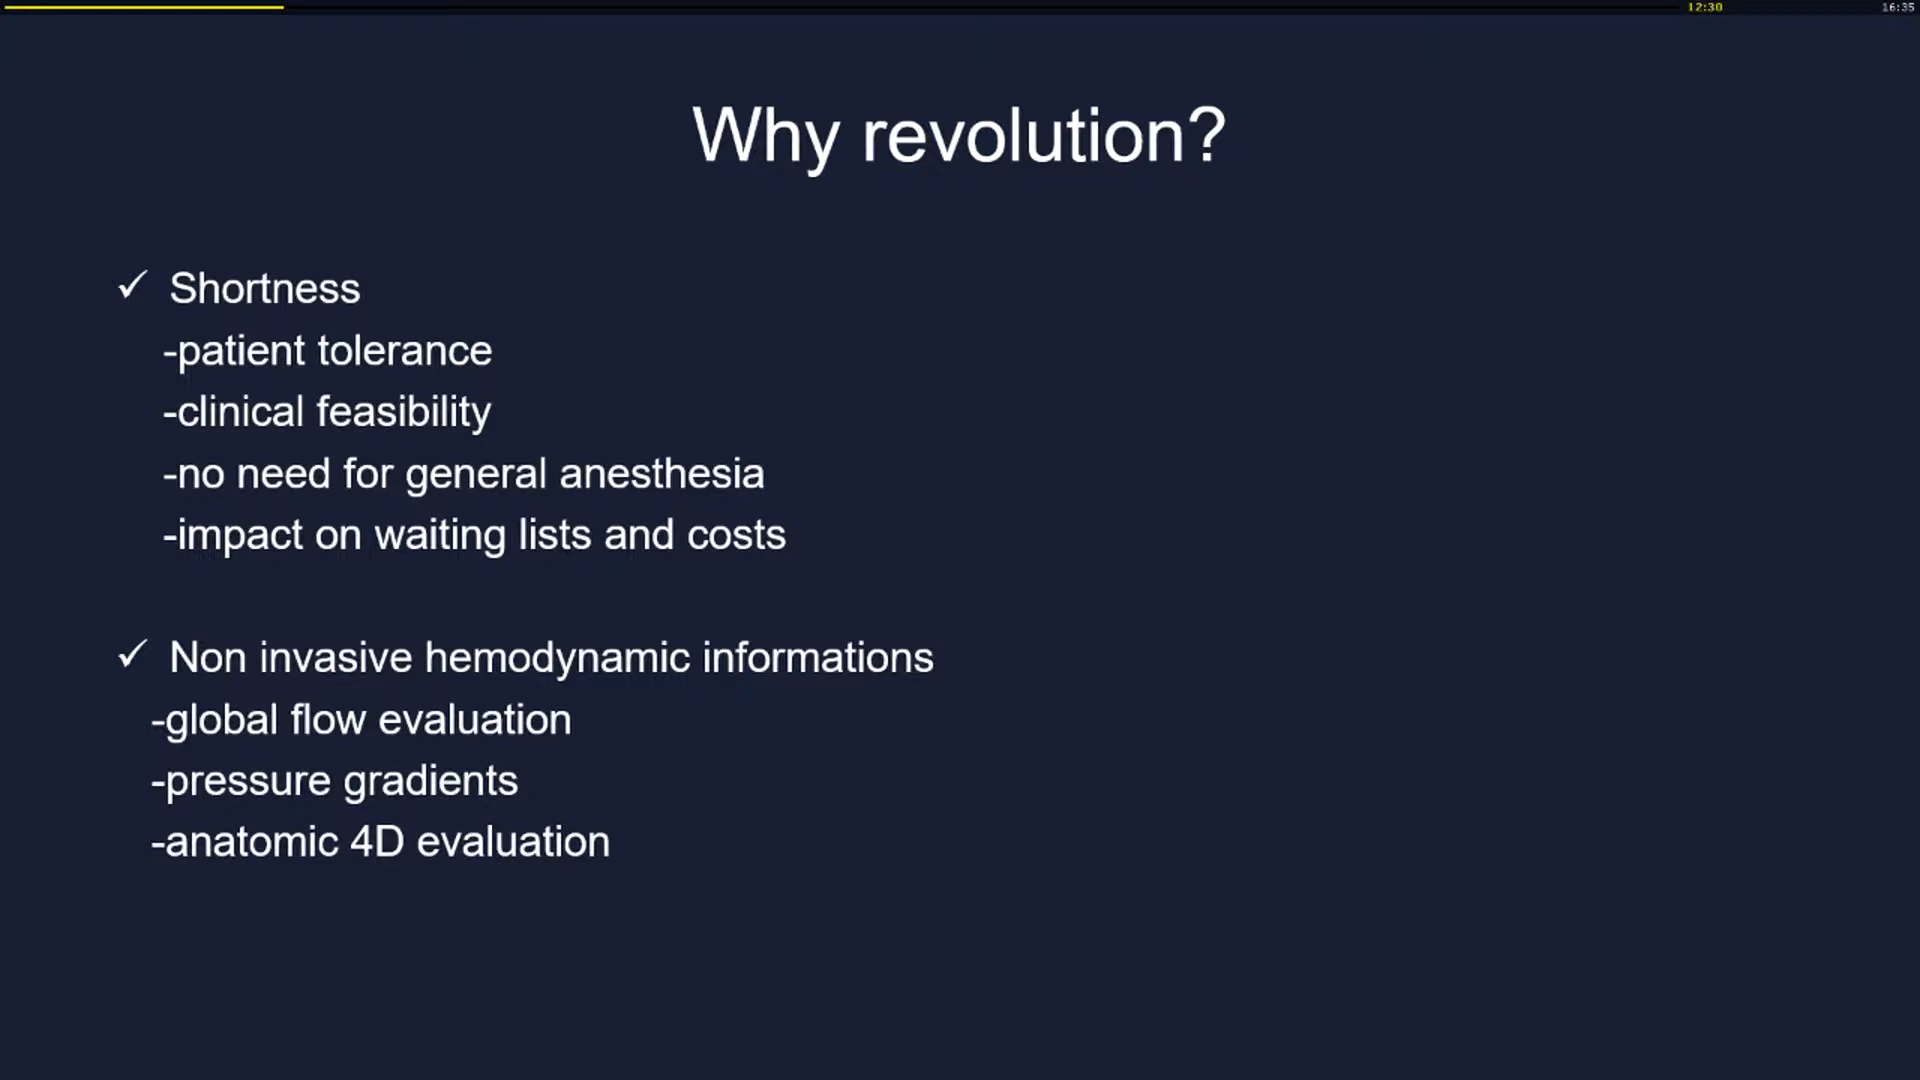 12:30
16:35
Why revolution?
✓ Shortness
-patient tolerance
-clinical feasibility
-no need for general anesthesia
-impact on waiting lists and costs
✓ Non invasive hemodynamic informations
-global flow evaluation
-pressure gradients
-anatomic 4D evaluation